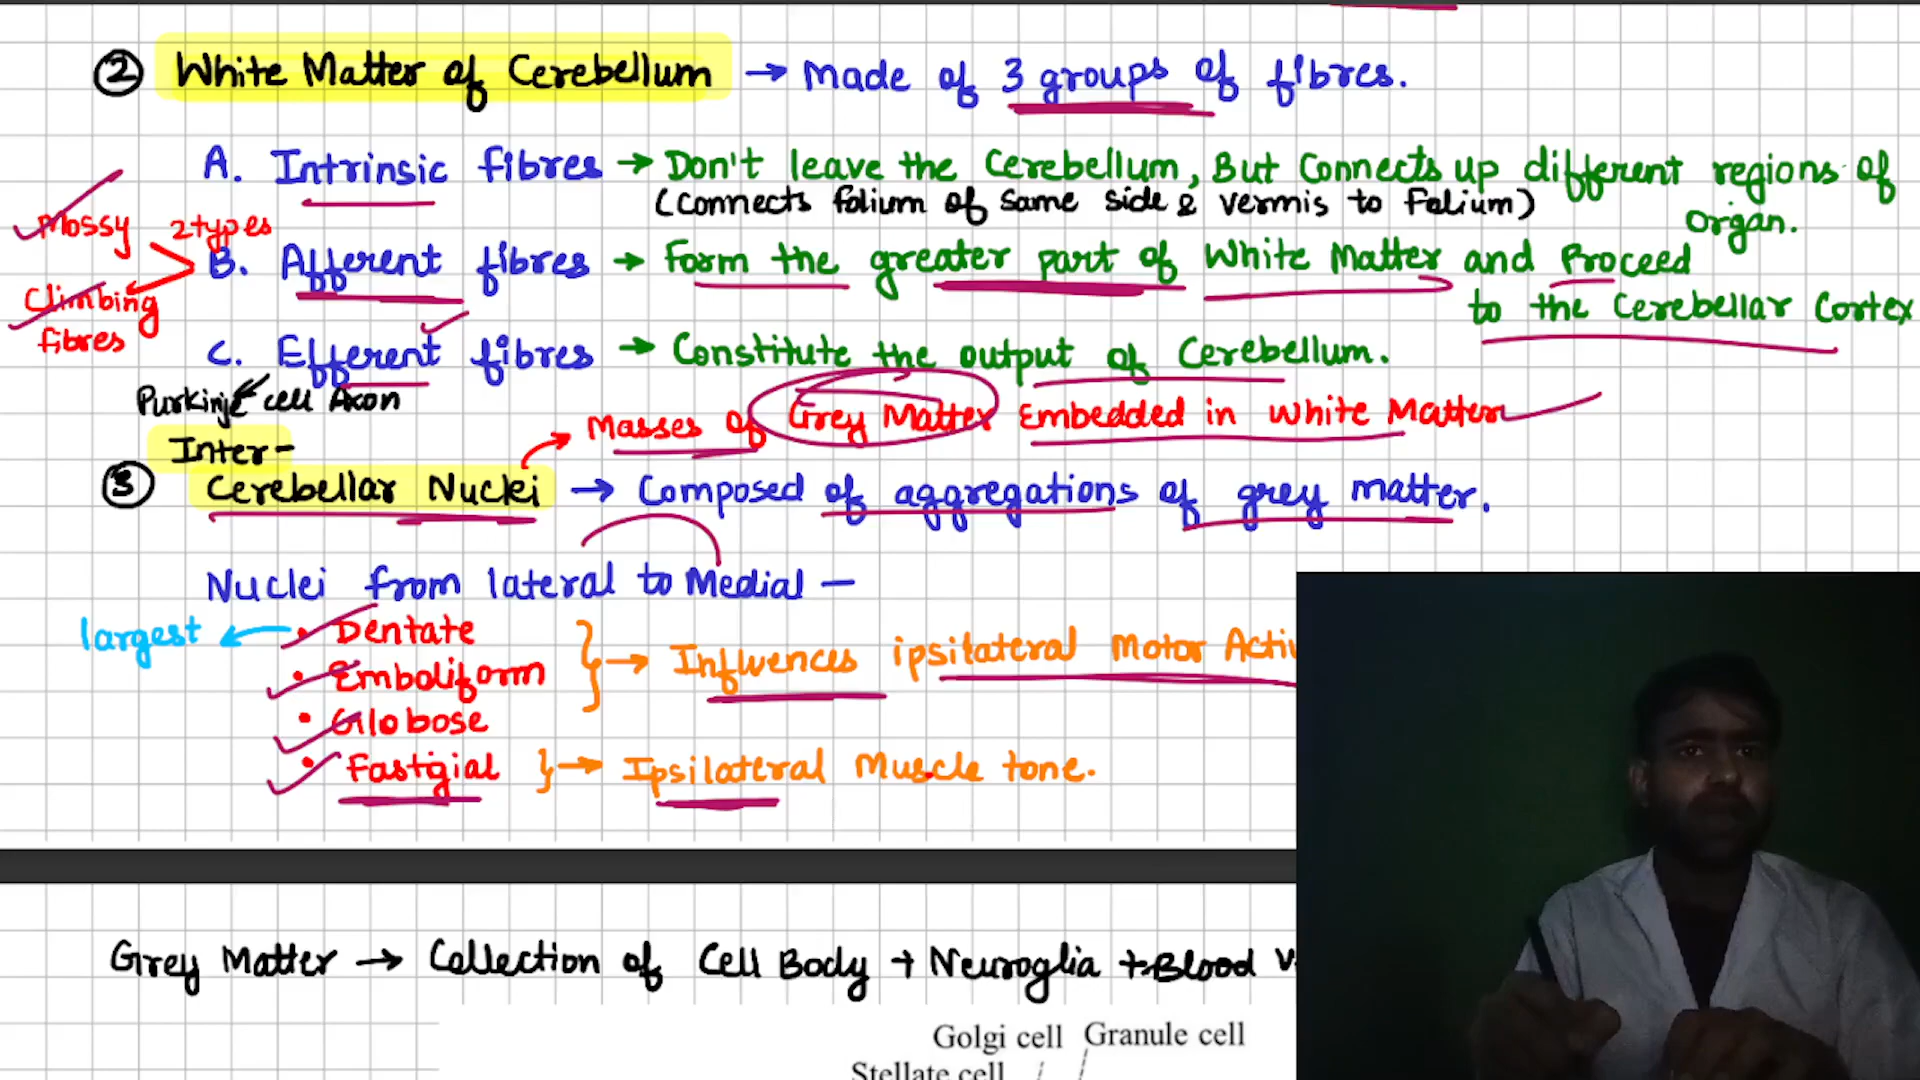 ② White Matter of Cerebellum → Made of 3 groups of fibres.
A. Intrinsic fibres → Don't leave the Cerebellum, But Connects up different regions of organ.
(Connects folium of same side & vermis to Folium)
Mossy
2types
Climbing fibres
B. Afferent fibres → Form the greater part of White Matter and Proceed to the Cerebellar Cortex
C. Efferent fibres → Constitute the output of Cerebellum.
Purkinje cell Axon
Masses of Grey Matter Embedded in White Matter
③ Inter-
Cerebellar Nuclei → Composed of aggregations of grey matter.
Nuclei from lateral to Medial —
largest ← • Dentate
• Emboliform } → Influences ipsilateral Motor
• Globose
• Fastgial } → Ipsilateral Muscle tone.
Grey Matter → Collection of Cell Body + Neuroglia + Blood
Golgi cell Granule cell
Stellate cell